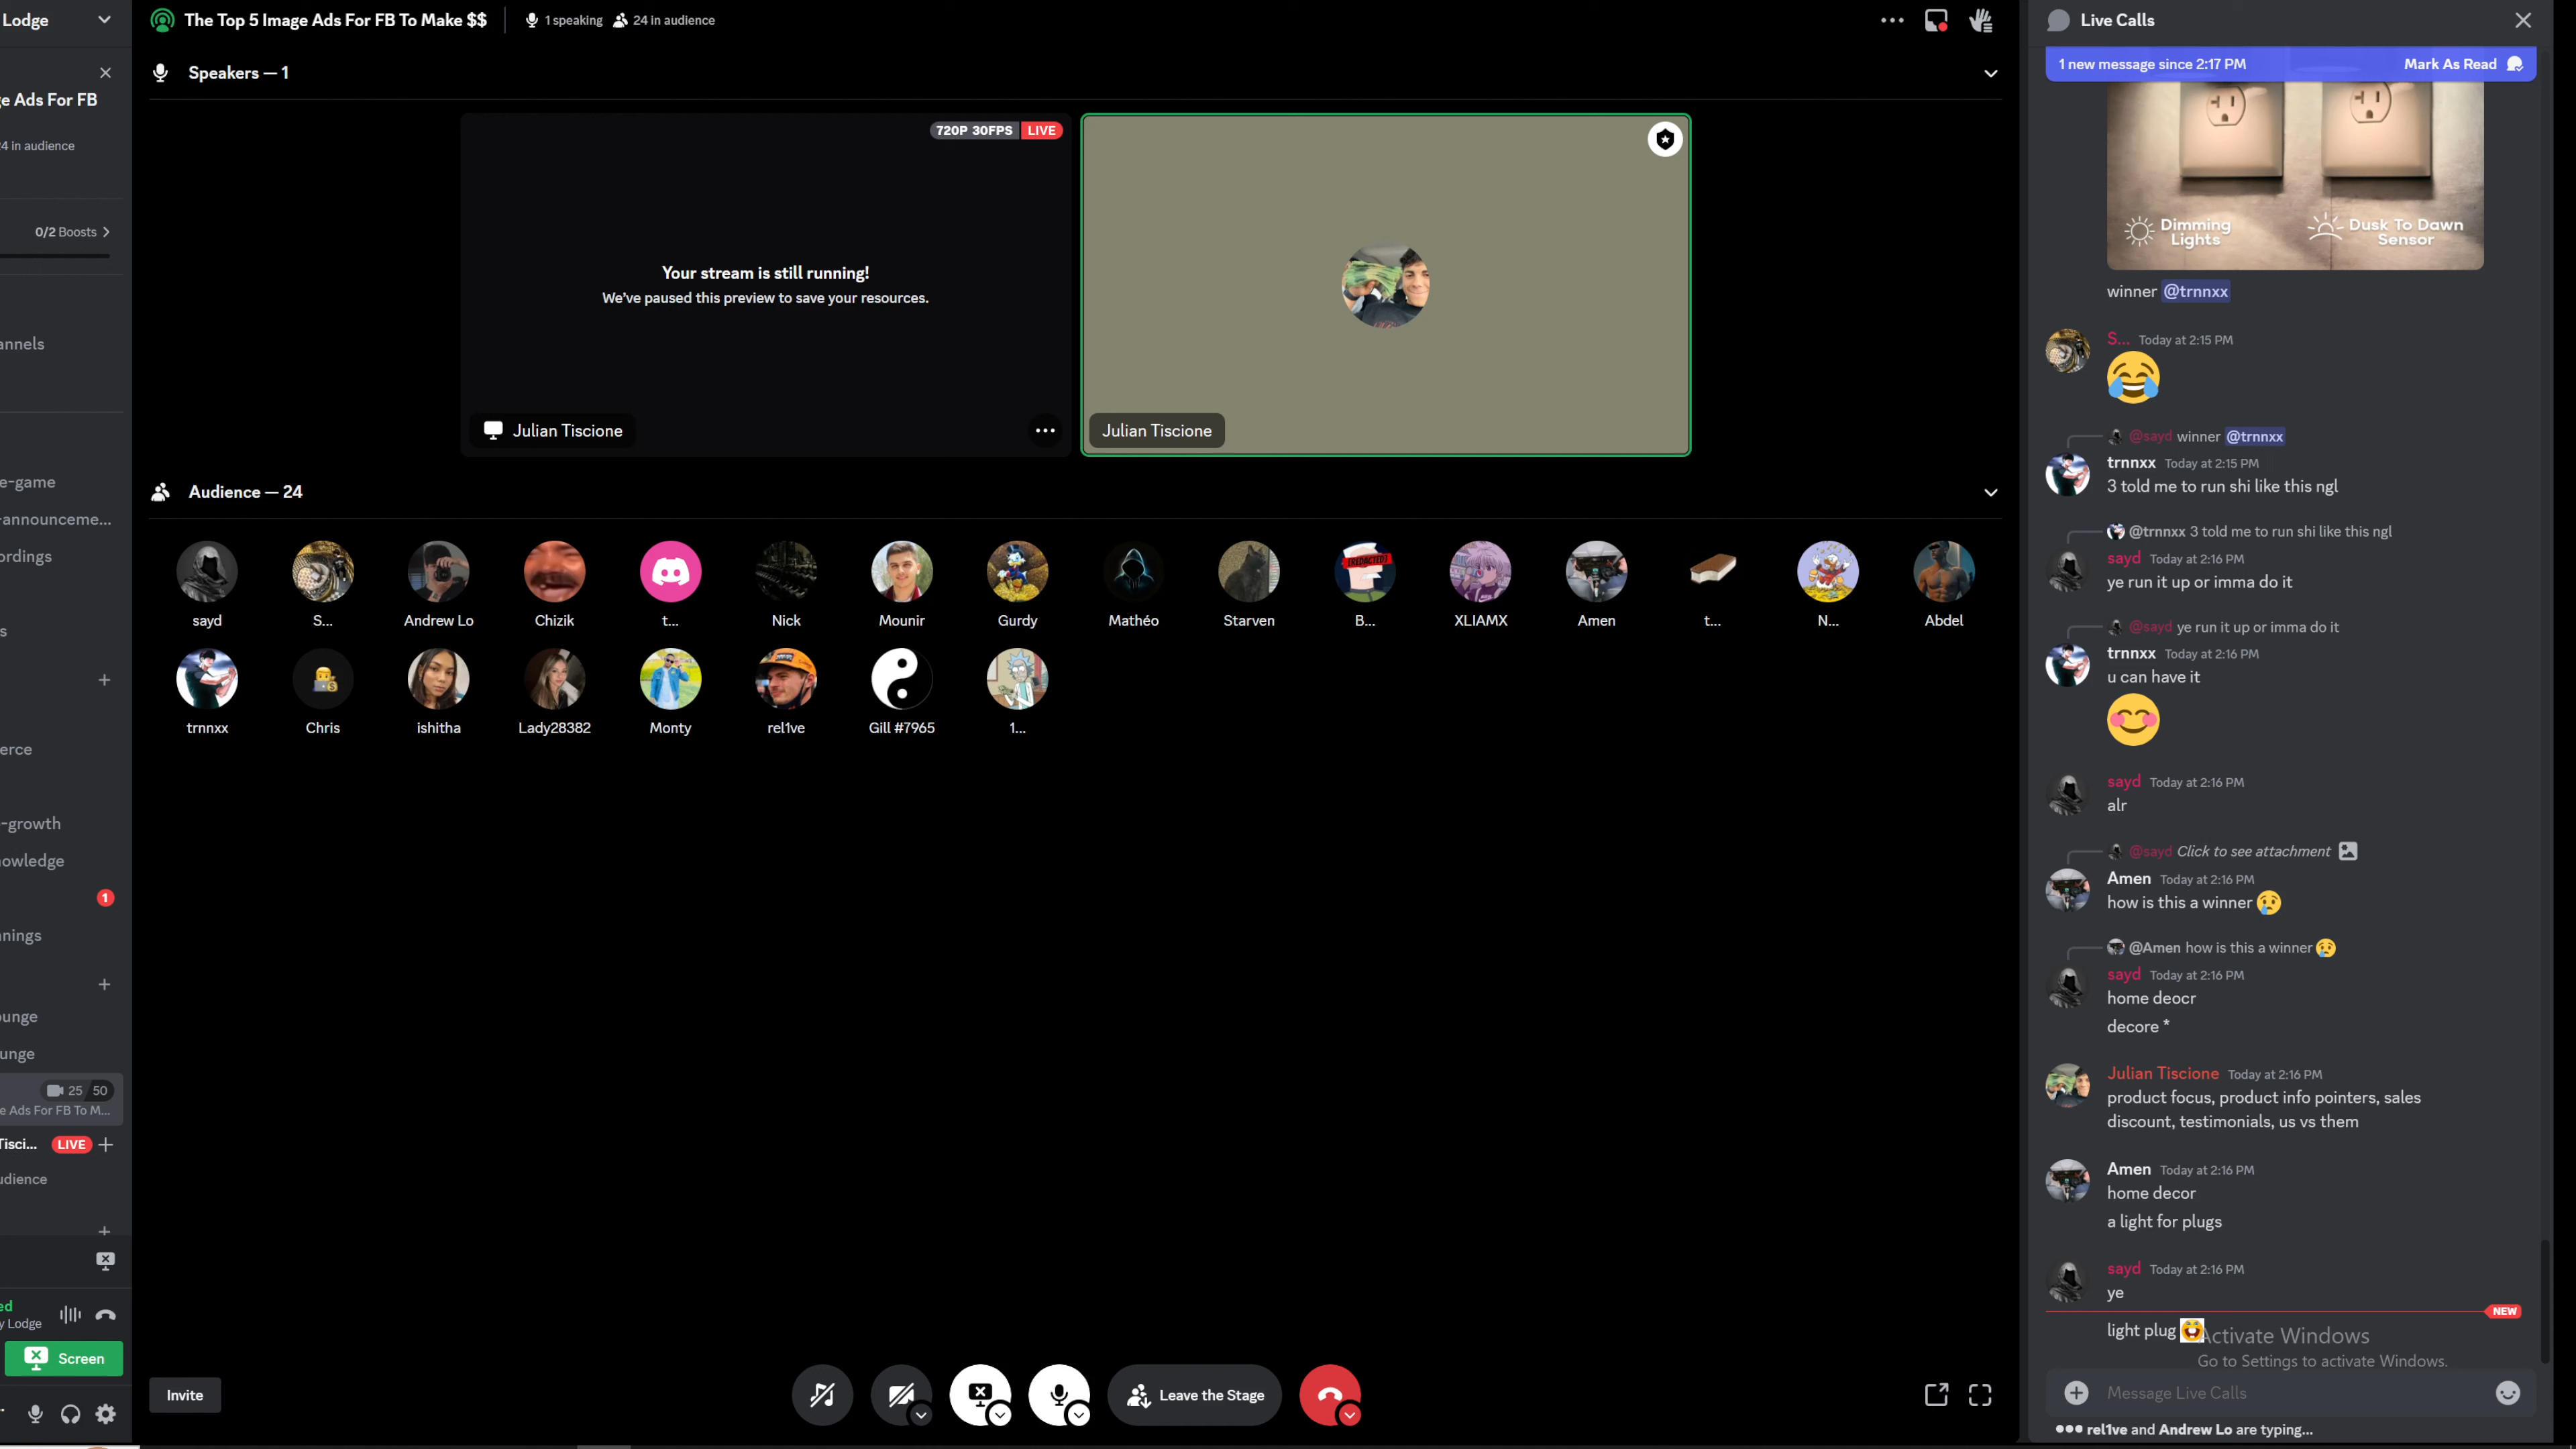 Lodge
e Ads For FB
4 in audience
0/2 Boosts
annels
e-game
-announceme...
ordings
s
erce
-growth
nowledge
1
nnings
ounge
unge
25 50
e Ads For FB To M...
Tisci... LIVE
udience
ed
y Lodge
Screen
The Top 5 Image Ads For FB To Make $$
1 speaking 24 in audience
Speakers — 1
720P 30FPS LIVE
Your stream is still running!
We've paused this preview to save your resources.
Julian Tiscione
Julian Tiscione
Audience — 24
sayd S... Andrew Lo Chizik t... Nick Mounir Gurdy Mathéo Starven B... XLIAMX Amen t... N... Abdel
[REDACTED]
trnnxx Chris ishitha Lady28382 Monty rel1ve Gill #7965 1...
Invite
Leave the Stage
Live Calls
1 new message since 2:17 PM Mark As Read
Dimming Lights
Dusk To Dawn Sensor
winner @trnnxx
S... Today at 2:15 PM
@sayd winner @trnnxx
trnnxx Today at 2:15 PM
3 told me to run shi like this ngl
@trnnxx 3 told me to run shi like this ngl
sayd Today at 2:16 PM
ye run it up or imma do it
@sayd ye run it up or imma do it
trnnxx Today at 2:16 PM
u can have it
sayd Today at 2:16 PM
alr
@sayd Click to see attachment
Amen Today at 2:16 PM
how is this a winner 😢
@Amen how is this a winner 😢
sayd Today at 2:16 PM
home deocr
decore *
Julian Tiscione Today at 2:16 PM
product focus, product info pointers, sales
discount, testimonials, us vs them
Amen Today at 2:16 PM
home decor
a light for plugs
sayd Today at 2:16 PM
ye
NEW
light plug
Activate Windows
Go to Settings to activate Windows.
Message Live Calls
rel1ve and Andrew Lo are typing...